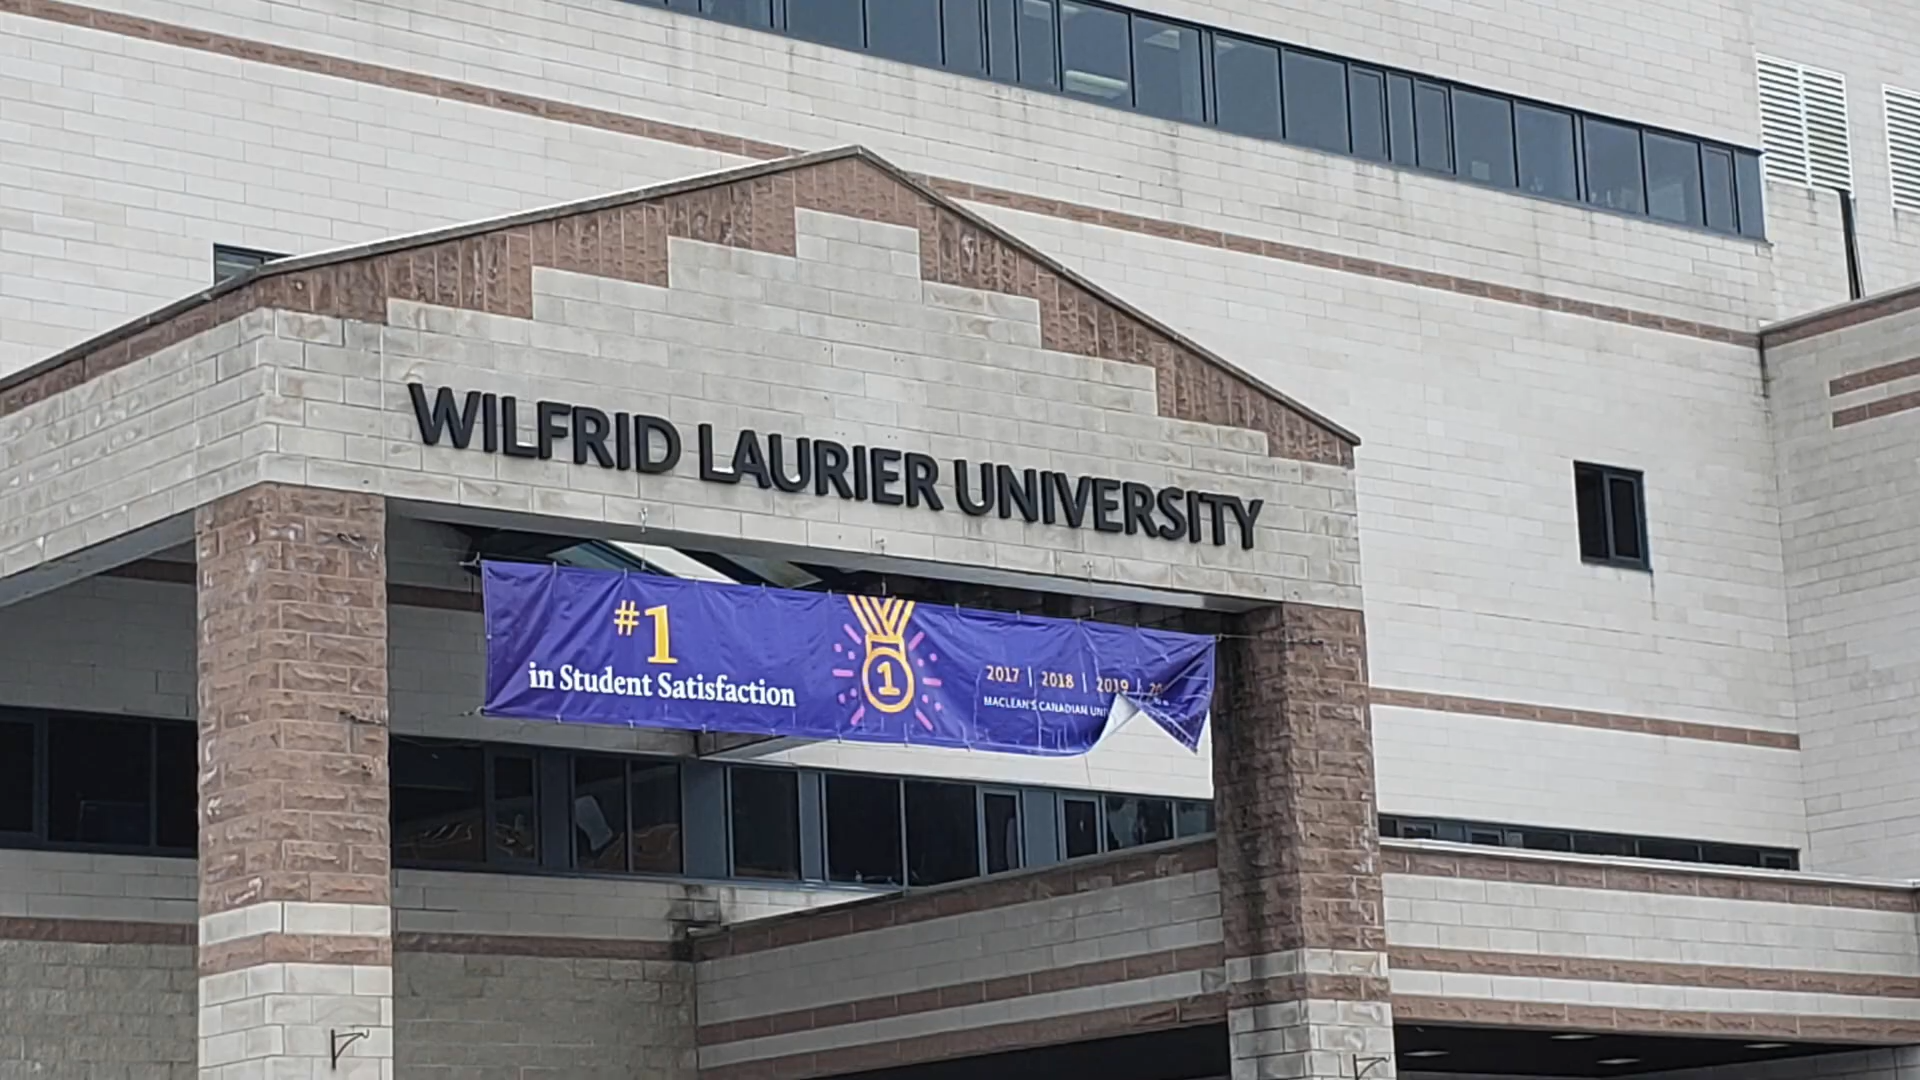 WILFRID LAURIER UNIVERSITY
#1
in Student Satisfaction
1
2017 | 2018 | 2019 |
MACLEAN'S CANADIAN